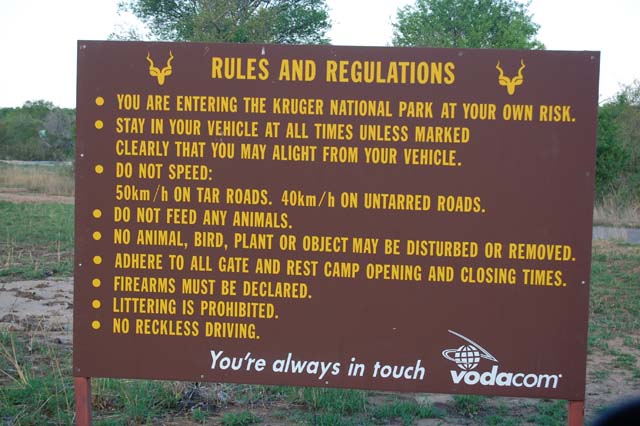 RULES AND REGULATIONS
• YOU ARE ENTERING THE KRUGER NATIONAL PARK AT YOUR OWN RISK.
• STAY IN YOUR VEHICLE AT ALL TIMES UNLESS MARKED
CLEARLY THAT YOU MAY ALIGHT FROM YOUR VEHICLE.
• DO NOT SPEED:
50km/h ON TAR ROADS. 40km/h ON UNTARRED ROADS.
• DO NOT FEED ANY ANIMALS.
• NO ANIMAL, BIRD, PLANT OR OBJECT MAY BE DISTURBED OR REMOVED.
• ADHERE TO ALL GATE AND REST CAMP OPENING AND CLOSING TIMES.
• FIREARMS MUST BE DECLARED.
• LITTERING IS PROHIBITED.
• NO RECKLESS DRIVING.
You're always in touch vodacom